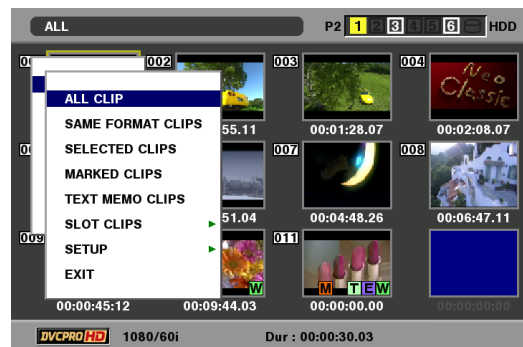 ALL
P2 1 2 3 4 5 6 HDD
002
003
004
Neo
Classic
55.11
00:01:28.07
00:02:08.07
007
008
51.04
00:04:48.26
00:06:47.11
009
011
W
M T E W
00:00:45:12
00:09:44.03
00:00:00.00
00:00:00:00
ALL CLIP
SAME FORMAT CLIPS
SELECTED CLIPS
MARKED CLIPS
TEXT MEMO CLIPS
SLOT CLIPS
SETUP
EXIT
DVCPRO HD
1080/60i
Dur : 00:00:30.03